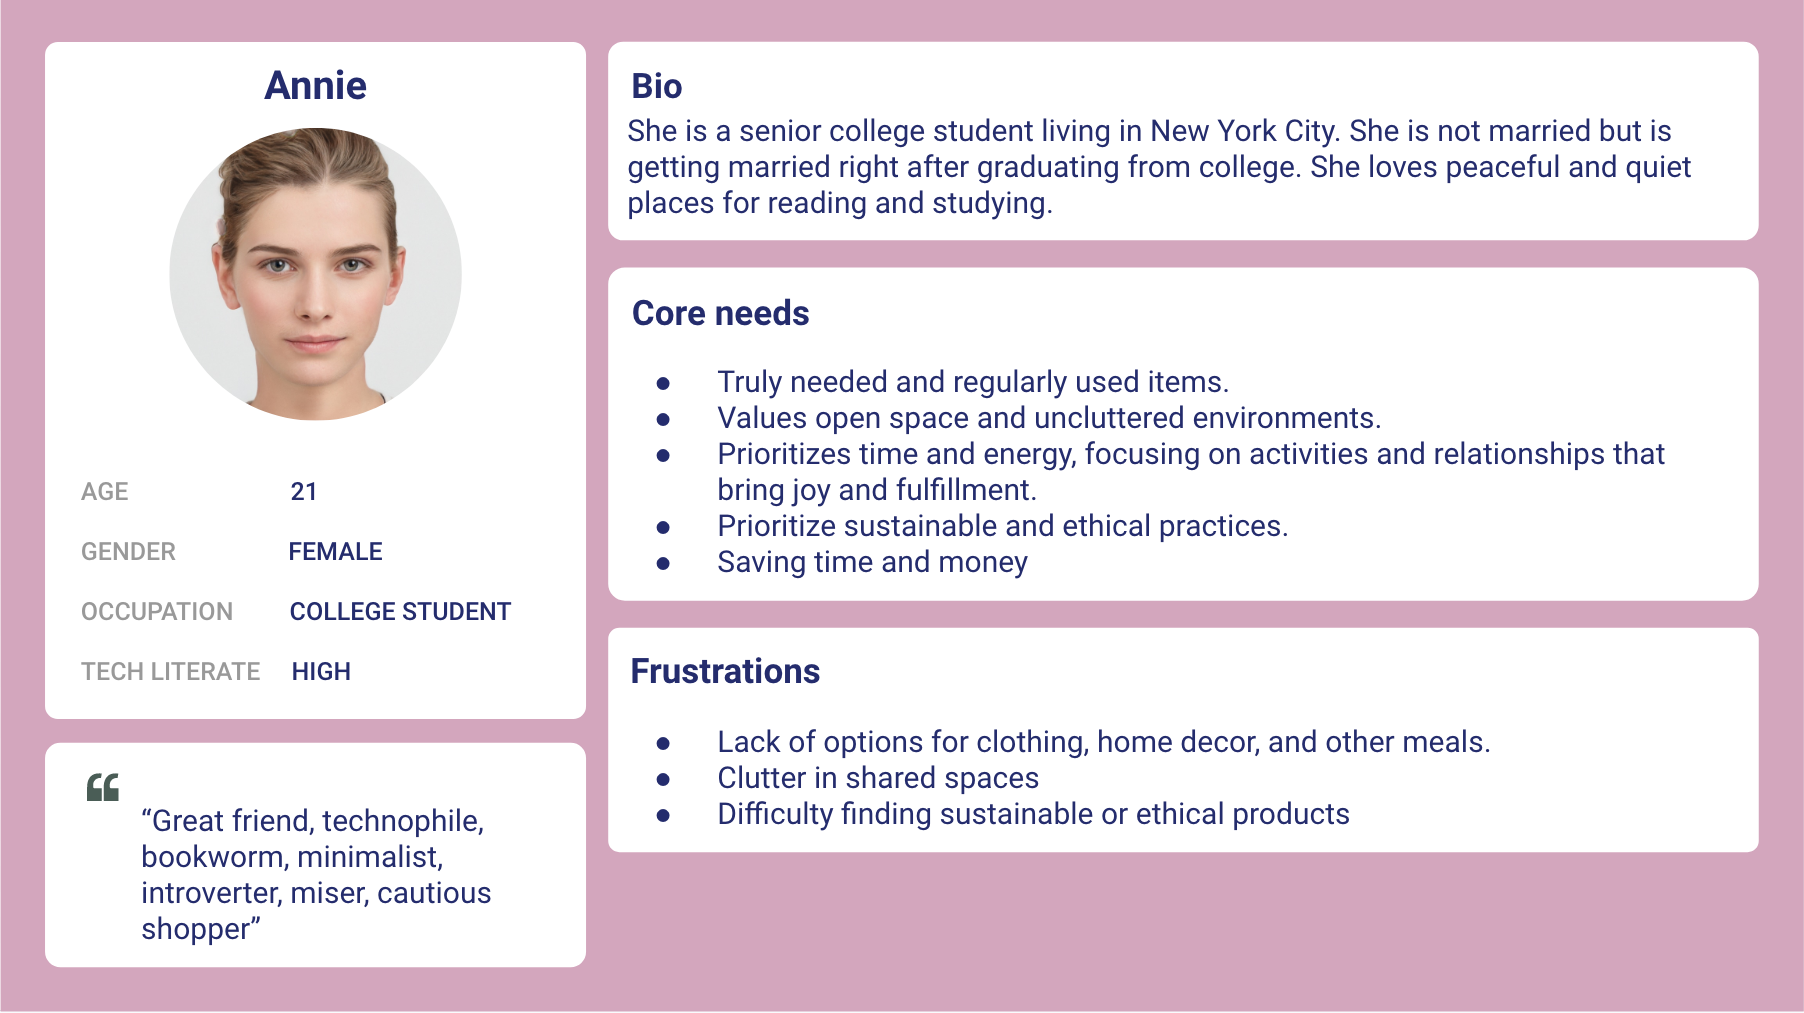 Annie
AGE 21
GENDER FEMALE
OCCUPATION COLLEGE STUDENT
TECH LITERATE HIGH
“Great friend, technophile,
bookworm, minimalist,
introverter, miser, cautious
shopper”
Bio
She is a senior college student living in New York City. She is not married but is
getting married right after graduating from college. She loves peaceful and quiet
places for reading and studying.
Core needs
● Truly needed and regularly used items.
● Values open space and uncluttered environments.
● Prioritizes time and energy, focusing on activities and relationships that
bring joy and fulfillment.
● Prioritize sustainable and ethical practices.
● Saving time and money
Frustrations
● Lack of options for clothing, home decor, and other meals.
● Clutter in shared spaces
● Difficulty finding sustainable or ethical products